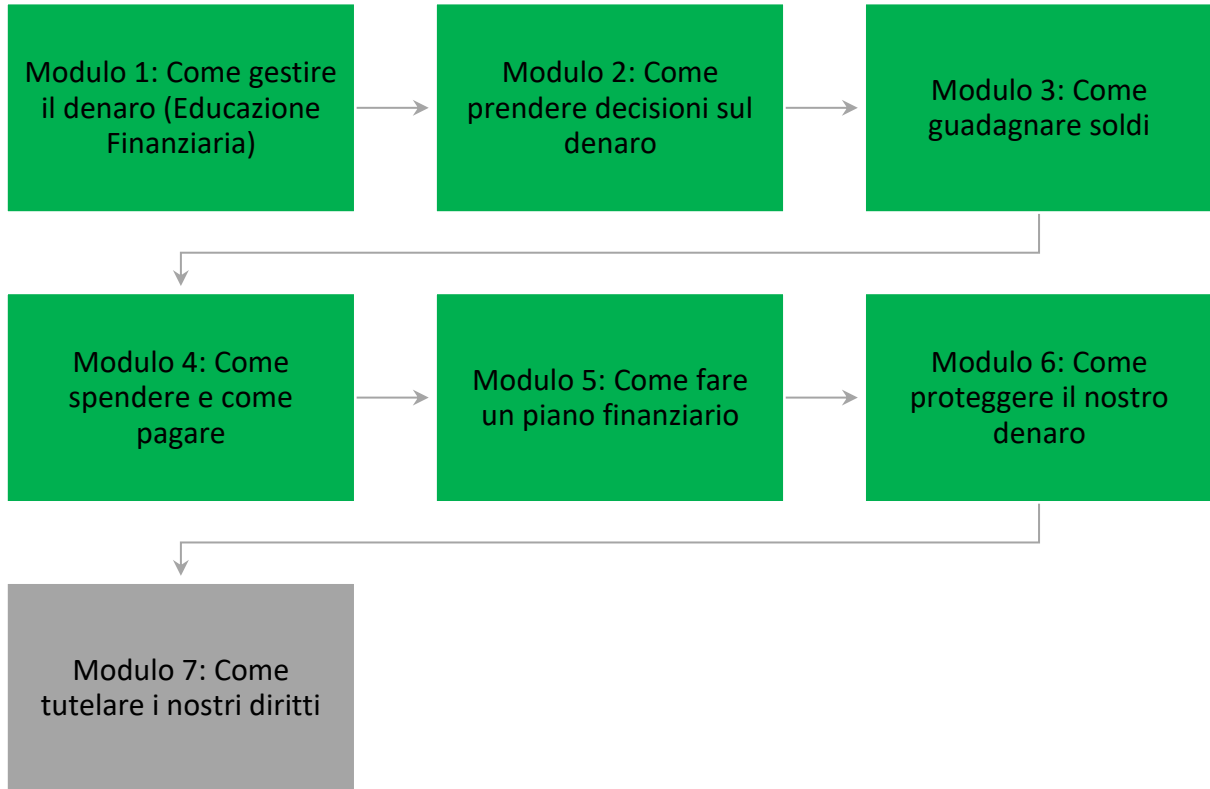 Modulo 1: Come gestire
il denaro (Educazione
Finanziaria)
Modulo 2: Come
prendere decisioni sul
denaro
Modulo 3: Come
guadagnare soldi
Modulo 4: Come
spendere e come
pagare
Modulo 5: Come fare
un piano finanziario
Modulo 6: Come
proteggere il nostro
denaro
Modulo 7: Come
tutelare i nostri diritti